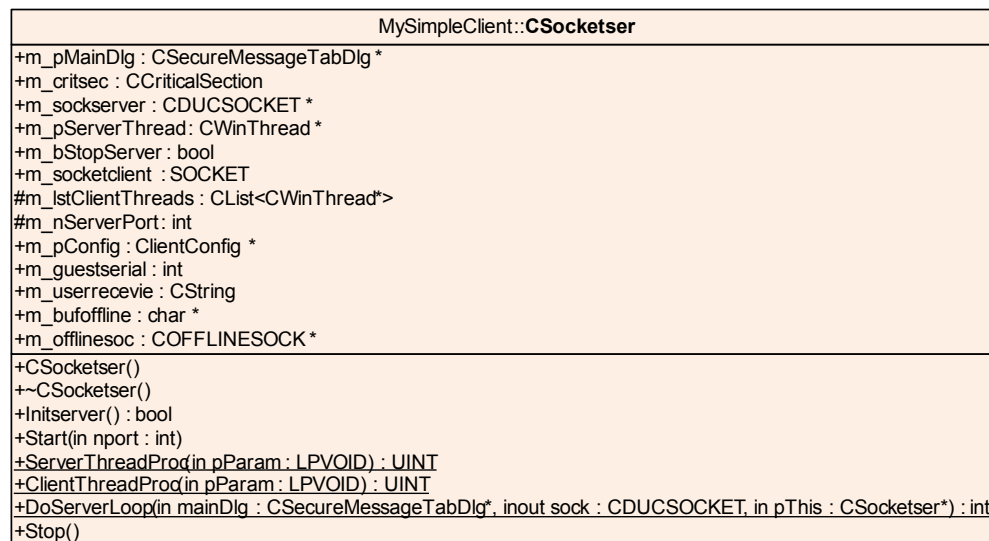 MySimpleClient::CSocketser
+m_pMainDlg : CSecureMessageTabDlg *
+m_critsec : CCriticalSection
+m_sockserver : CDUCSOCKET *
+m_pServerThread : CWinThread *
+m_bStopServer : bool
+m_socketclient : SOCKET
#m_lstClientThreads : CList<CWinThread*>
#m_nServerPort : int
+m_pConfig : ClientConfig *
+m_guestserial : int
+m_userrecevie : CString
+m_bufoffline : char *
+m_offlinesoc : COFFLINESOCK *
+CSocketser()
+~CSocketser()
+Initserver() : bool
+Start(in nport : int)
+ServerThreadProc(in pParam : LPVOID) : UINT
+ClientThreadProc(in pParam : LPVOID) : UINT
+DoServerLoop(in mainDlg : CSecureMessageTabDlg*, inout sock : CDUCSOCKET, in pThis : CSocketser*) : int
+Stop()